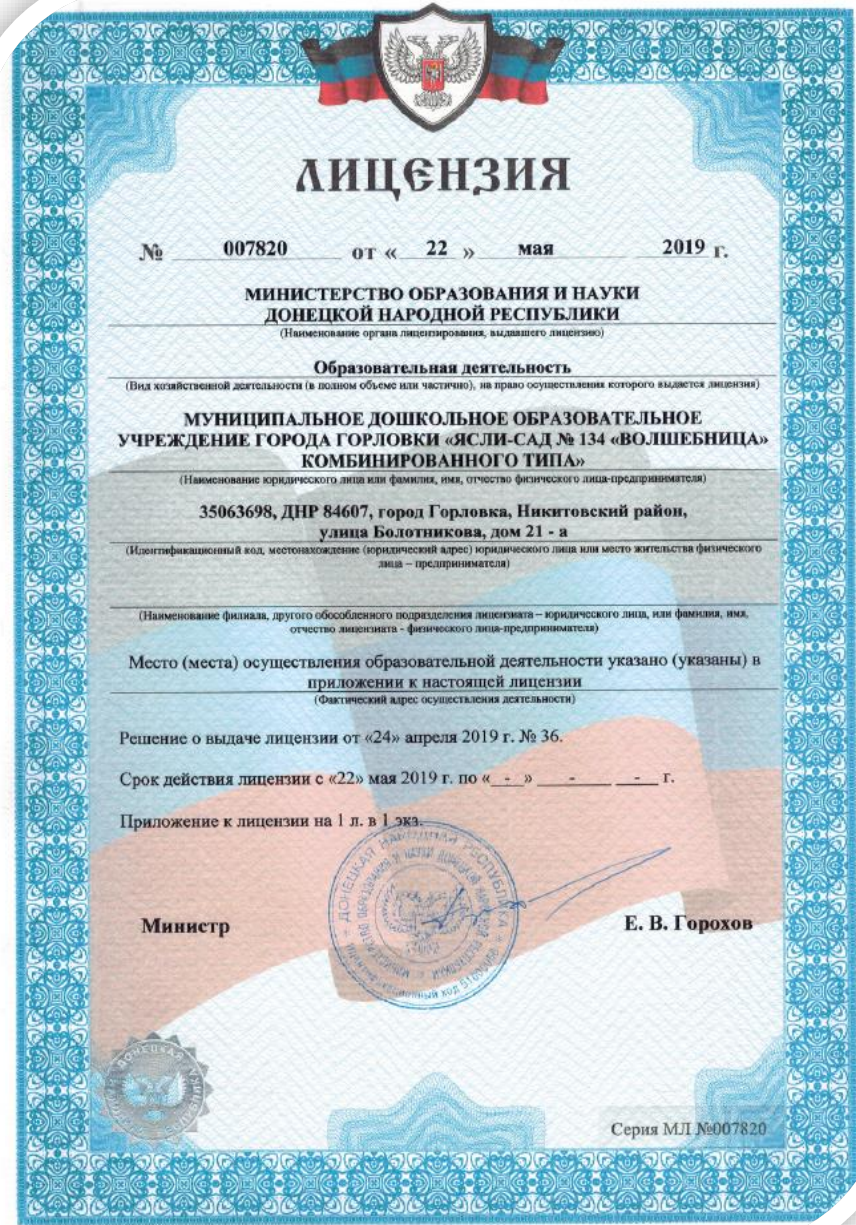 ЛИЦЕНЗИЯ
№ 007820 от « 22 » мая 2019 г.
МИНИСТЕРСТВО ОБРАЗОВАНИЯ И НАУКИ
ДОНЕЦКОЙ НАРОДНОЙ РЕСПУБЛИКИ
(Наименование органа лицензирования, выдавшего лицензию)
Образовательная деятельность
(Вид хозяйственной деятельности (в полном объеме или частично), на право осуществления которого выдается лицензия)
МУНИЦИПАЛЬНОЕ ДОШКОЛЬНОЕ ОБРАЗОВАТЕЛЬНОЕ
УЧРЕЖДЕНИЕ ГОРОДА ГОРЛОВКИ «ЯСЛИ-САД № 134 «ВОЛШЕБНИЦА»
КОМБИНИРОВАННОГО ТИПА»
(Наименование юридического лица или фамилия, имя, отчество физического лица-предпринимателя)
35063698, ДНР 84607, город Горловка, Никитовский район,
улица Болотникова, дом 21 - а
(Идентификационный код, местонахождение (юридический адрес) юридического лица или место жительства физического
лица – предпринимателя)
(Наименование филиала, другого обособленного подразделения лицензиата – юридического лица, или фамилия, имя,
отчество лицензиата - физического лица-предпринимателя)
Место (места) осуществления образовательной деятельности указано (указаны) в
приложении к настоящей лицензии
(Фактический адрес осуществления деятельности)
Решение о выдаче лицензии от «24» апреля 2019 г. № 36.
Срок действия лицензии с «22» мая 2019 г. по « - » - - г.
Приложение к лицензии на 1 л. в 1 экз.
ДОНЕЦКАЯ НАРОДНАЯ РЕСПУБЛИКА
Министр
Е. В. Горохов
Серия МЛ №007820